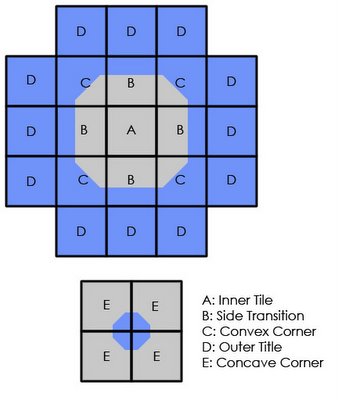 D D D
D C B C D
D B A B D
D C B C D
D D D
E E
E E
A: Inner Tile
B: Side Transition
C: Convex Corner
D: Outer Title
E: Concave Corner